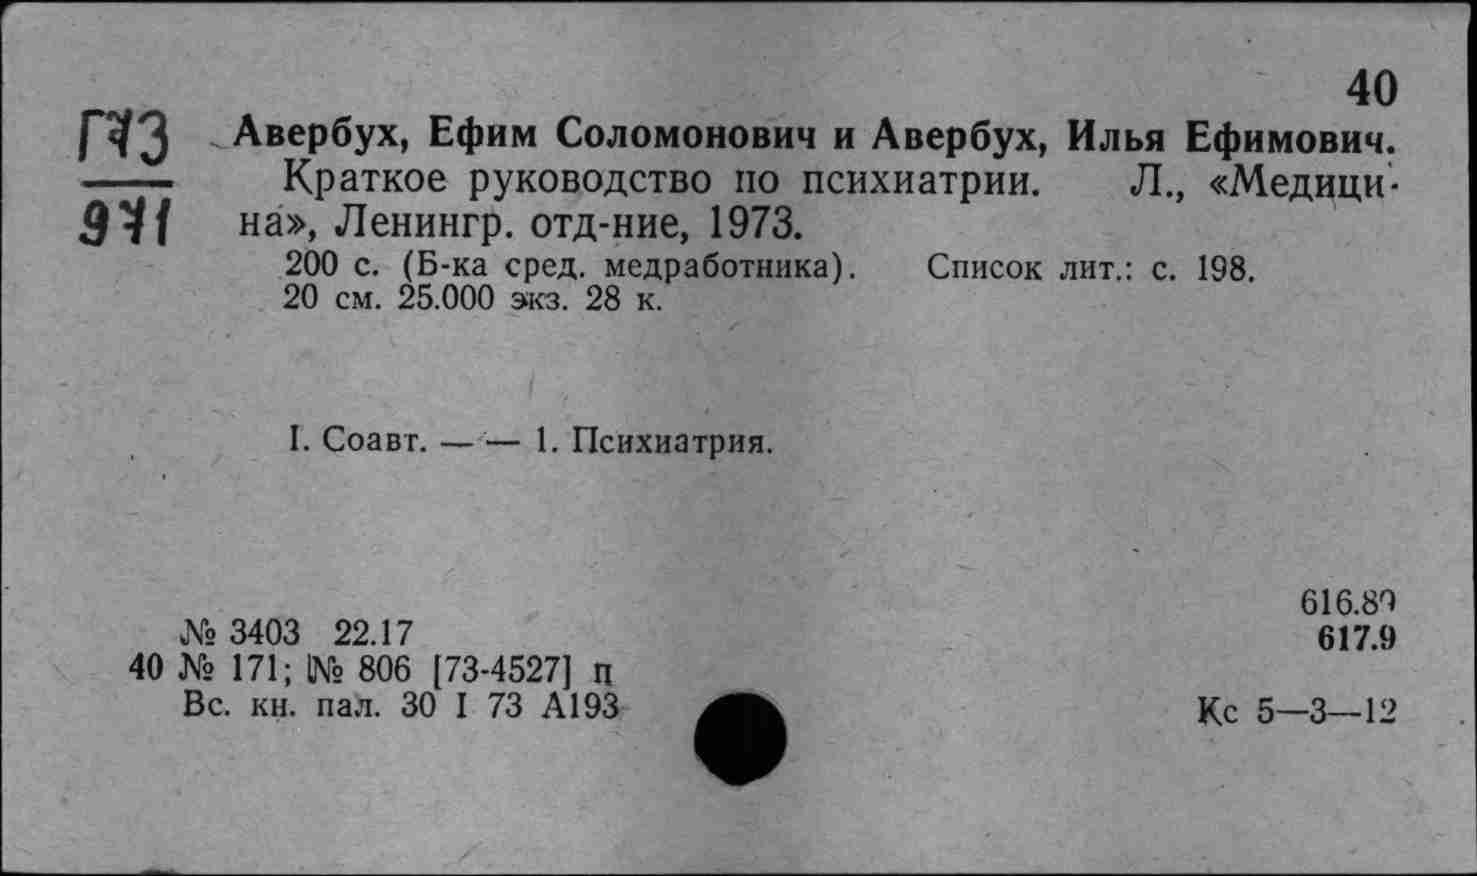 40
Г73
971
Авербух, Ефим Соломонович и Авербух, Илья Ефимович.
Краткое руководство по психиатрии. Л., «Медици-
на», Ленингр. отд-ние, 1973.
200 с. (Б-ка сред. медработника). Список лит.: с. 198.
20 см. 25.000 экз. 28 к.
I. Соавт. — — 1. Психиатрия.
616.89
№ 3403 22.17
617.9
40 № 171; № 806 [73-4527] п
Вс. кн. пал. 30 I 73 А193
Кс 5—3—12